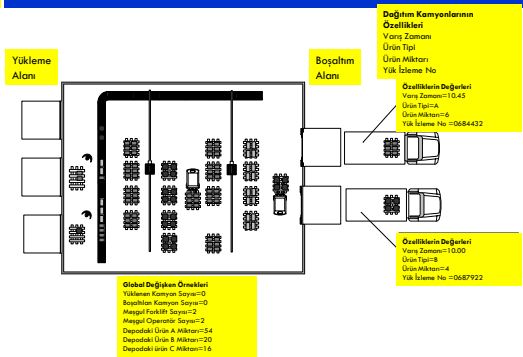 Dağıtım Kamyonlarının
Özellikleri
Varış Zamanı
Ürün Tipi
Ürün Miktarı
Yük İzleme No
Yükleme
Alanı
Boşaltım
Alanı
Özelliklerin Değerleri
Varış Zamanı=10.45
Ürün Tipi=A
Ürün Miktarı=6
Yük İzleme No =0684432
Özelliklerin Değerleri
Varış Zamanı=10.00
Ürün Tipi=B
Ürün Miktarı=4
Yük İzleme No =0687922
Global Değişken Örnekleri
Yüklenen Kamyon Sayısı=0
Boşaltılan Kamyon Sayısı=0
Meşgul Forklift Sayısı=2
Meşgul Operatör Sayısı=2
Depodaki Ürün A Miktarı=54
Depodaki Ürün B Miktarı=20
Depodaki ürün C Miktarı=16